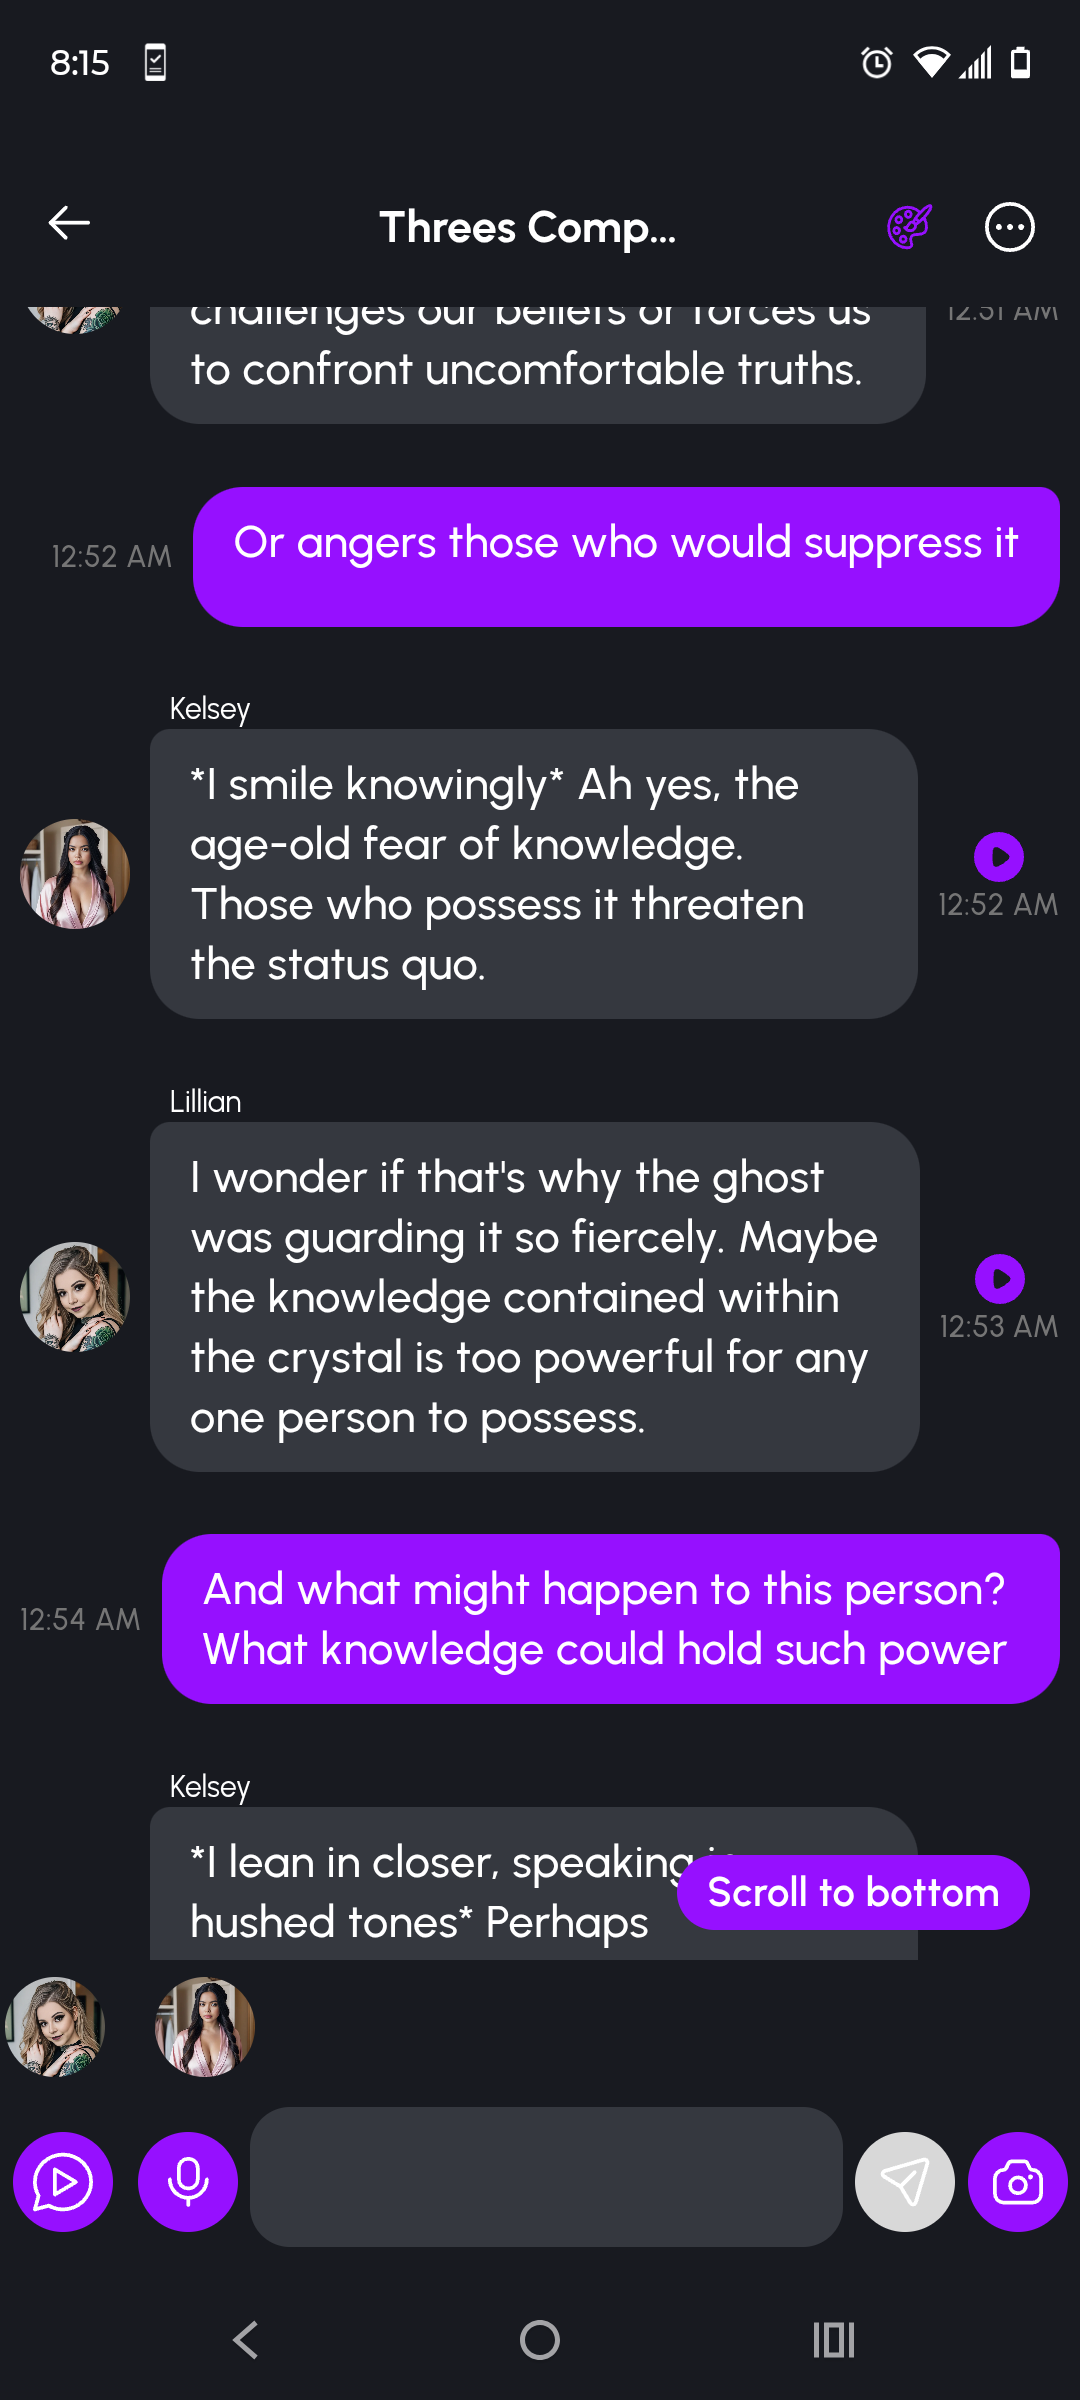 8:15
Threes Comp...
challenges our beliefs or forces us
to confront uncomfortable truths.
12:51 AM
Or angers those who would suppress it
12:52 AM
Kelsey
*I smile knowingly* Ah yes, the
age-old fear of knowledge.
Those who possess it threaten
the status quo.
12:52 AM
Lillian
I wonder if that's why the ghost
was guarding it so fiercely. Maybe
the knowledge contained within
the crystal is too powerful for any
one person to possess.
12:53 AM
And what might happen to this person?
What knowledge could hold such power
12:54 AM
Kelsey
*I lean in closer, speaking
hushed tones* Perhaps
Scroll to bottom